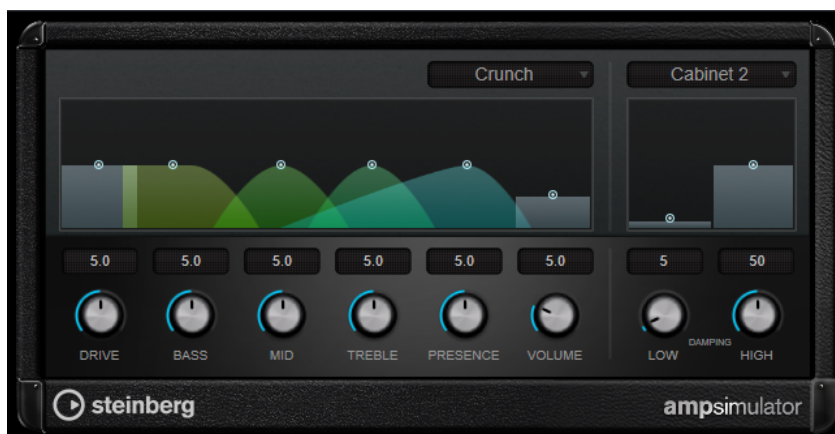 Crunch Cabinet 2
5.0 5.0 5.0 5.0 5.0 5.0 5 50
DRIVE BASS MID TREBLE PRESENCE VOLUME LOW DAMPING HIGH
steinberg ampsimulator